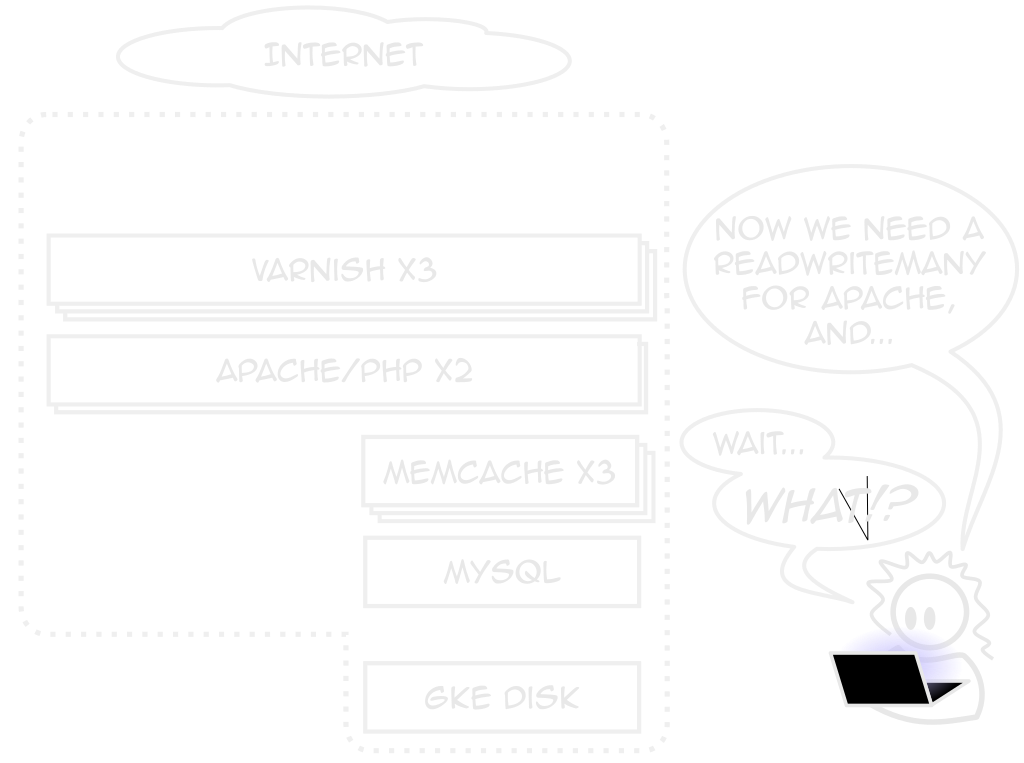 INTERNET
VARNISH X3
APACHE/PHP X2
MEMCACHE X3
MYSQL
GKE DISK
NOW WE NEED A
READWRITEMANY
FOR APACHE,
AND...
WAIT...
WHAT!?